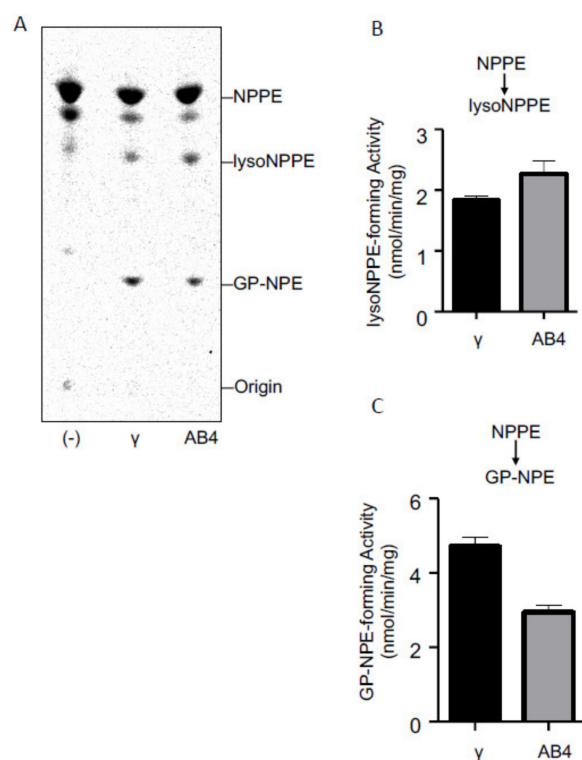 A
NPPE
lysoNPPE
GP-NPE
Origin
(-) γ AB4
B
NPPE
lysoNPPE
lysoNPPE-forming Activity
(nmol/min/mg)
3
2
1
0
γ AB4
C
NPPE
GP-NPE
GP-NPE-forming Activity
(nmol/min/mg)
6
4
2
0
γ AB4